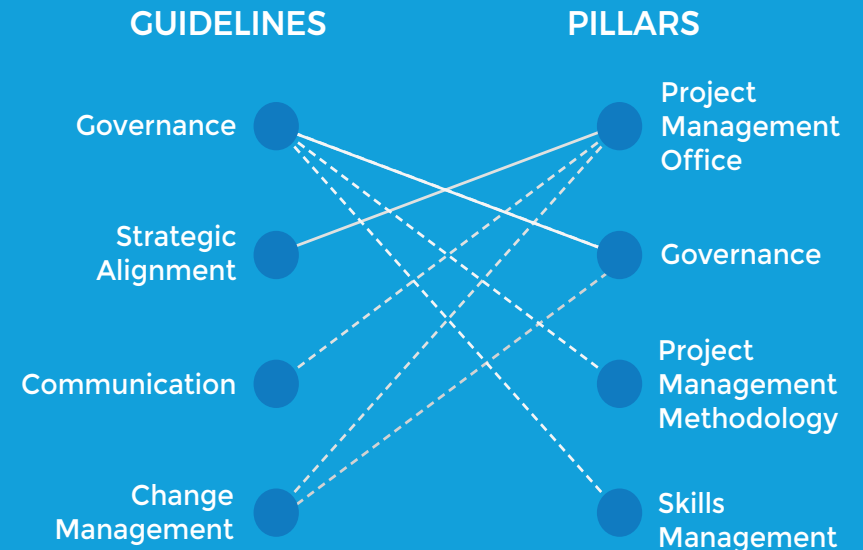 GUIDELINES
PILLARS
Governance
Strategic
Alignment
Communication
Change
Management
Project
Management
Office
Governance
Project
Management
Methodology
Skills
Management